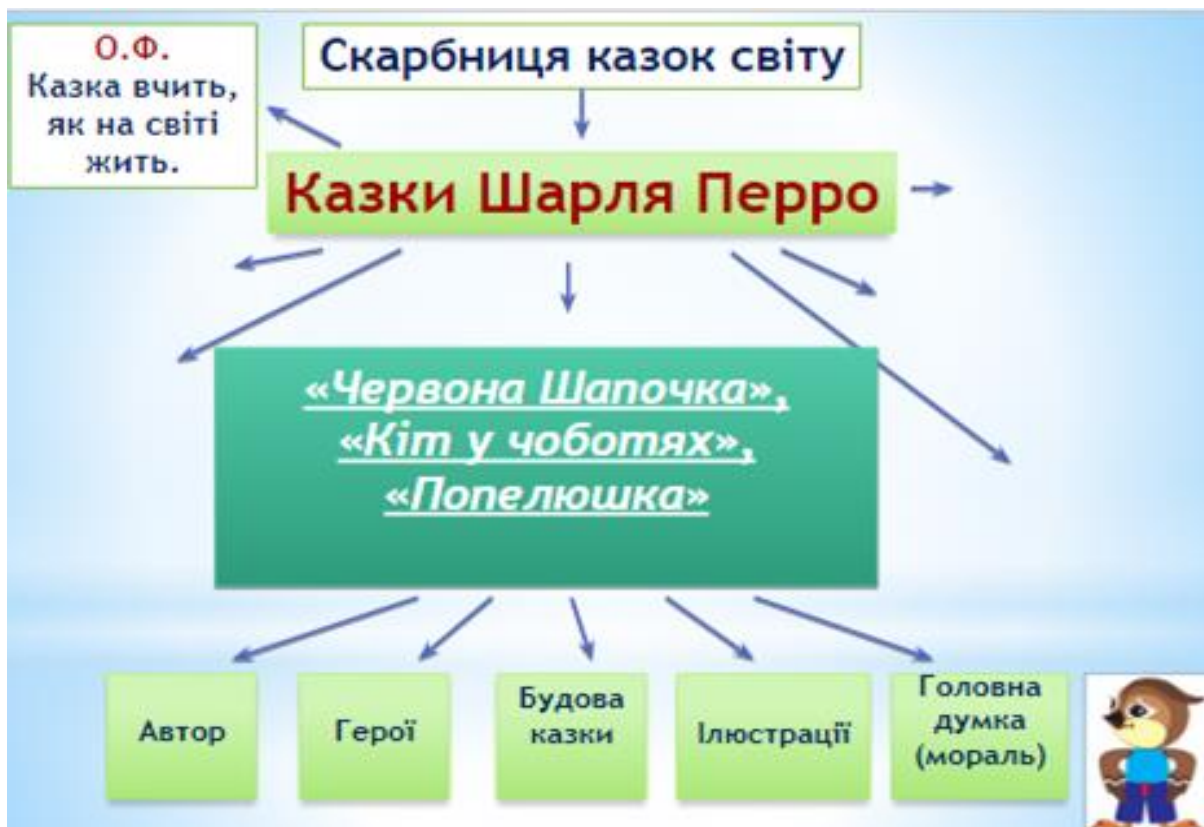 О.Ф.
Казка вчить,
як на світі
жить.
Скарбниця казок світу
Казки Шарля Перро
«Червона Шапочка»,
«Кіт у чоботях»,
«Попелюшка»
Автор
Герої
Будова
казки
Ілюстрації
Головна
думка
(мораль)